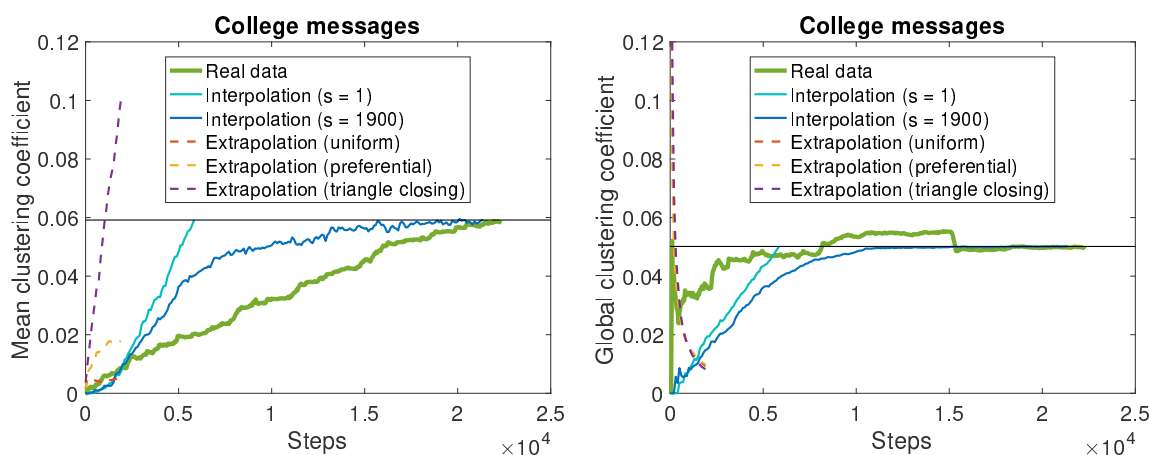 College messages
0.12
0.1
0.08
0.06
0.04
0.02
0
Mean clustering coefficient
Real data
Interpolation (s = 1)
Interpolation (s = 1900)
Extrapolation (uniform)
Extrapolation (preferential)
Extrapolation (triangle closing)
0 0.5 1 1.5 2 2.5
Steps
×10^4
College messages
0.12
0.1
0.08
0.06
0.04
0.02
0
Global clustering coefficient
Real data
Interpolation (s = 1)
Interpolation (s = 1900)
Extrapolation (uniform)
Extrapolation (preferential)
Extrapolation (triangle closing)
0 0.5 1 1.5 2 2.5
Steps
×10^4